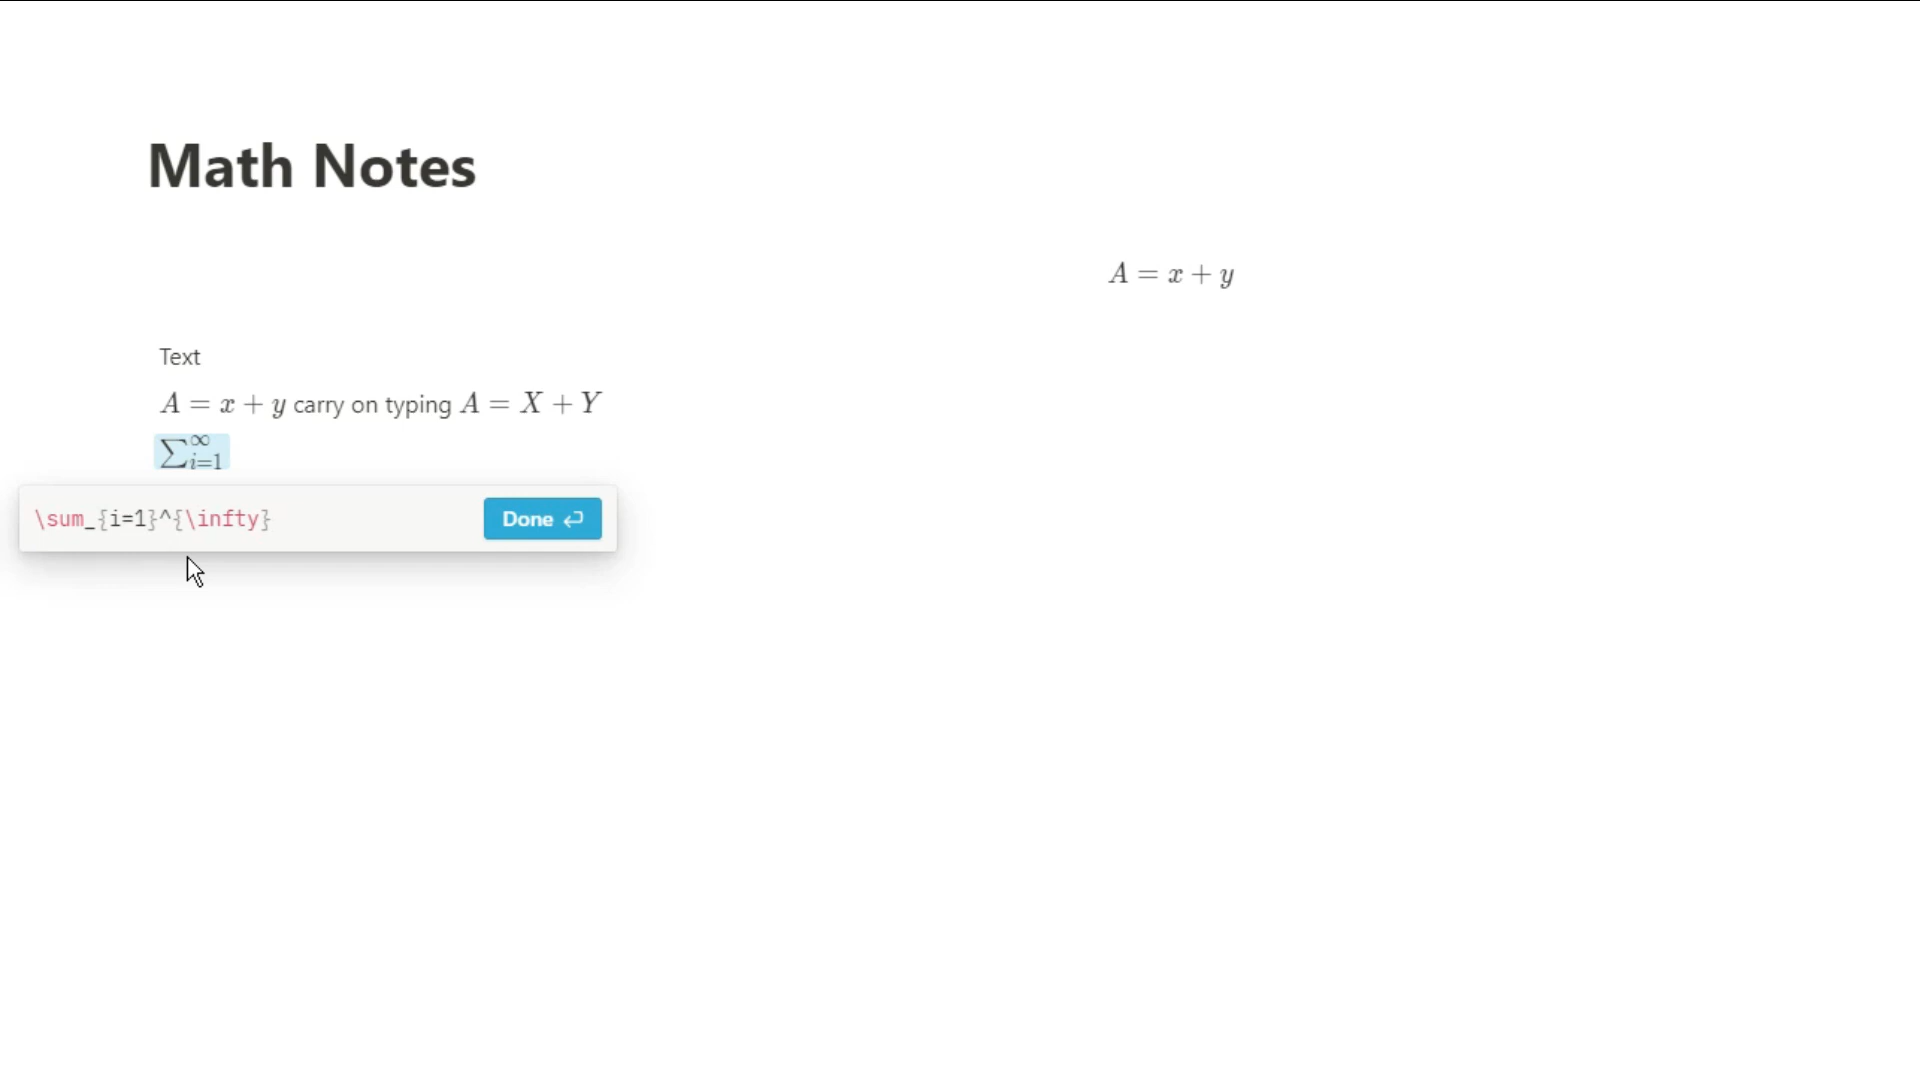 Math Notes
A = x + y
Text
A = x + y carry on typing A = X + Y
∑_{i=1}^{∞}
\sum_{i=1}^{\infty} Done